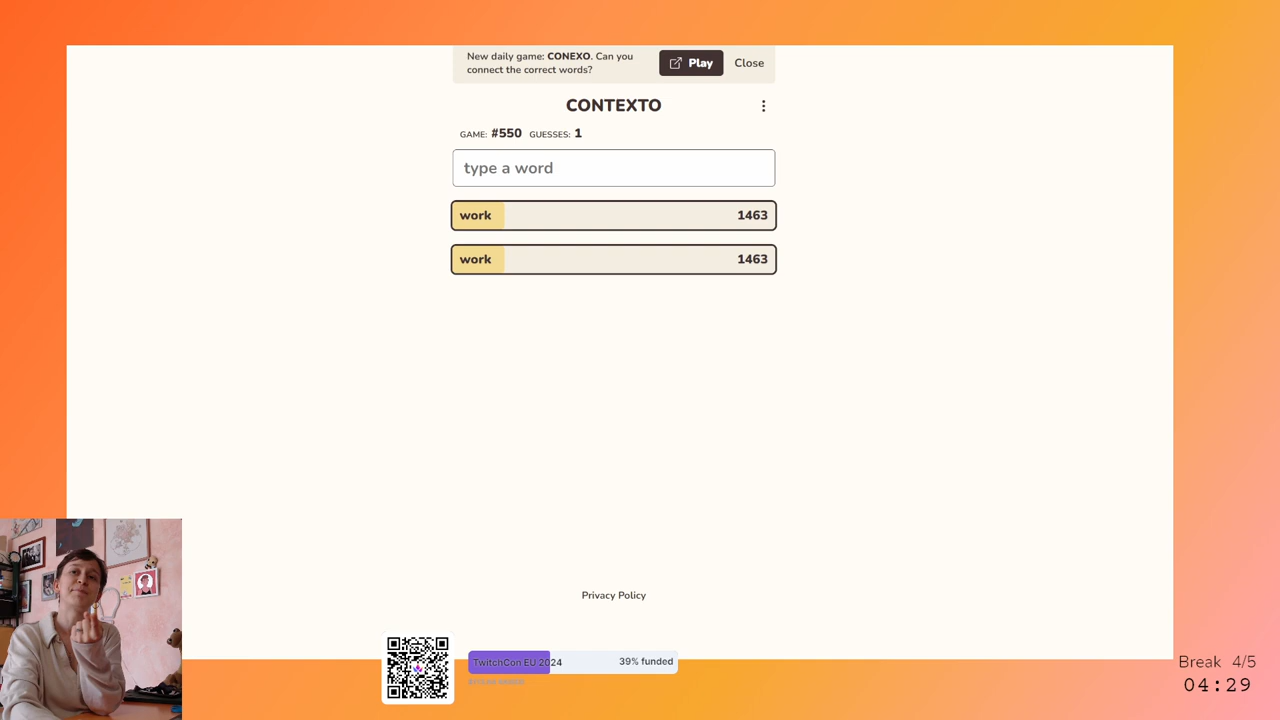 New daily game: CONEXO. Can you
connect the correct words?
Play
Close
CONTEXTO
GAME: #550 GUESSES: 1
type a word
work 1463
work 1463
Privacy Policy
TwitchCon EU 2024 39% funded
Break 4/5
04:29